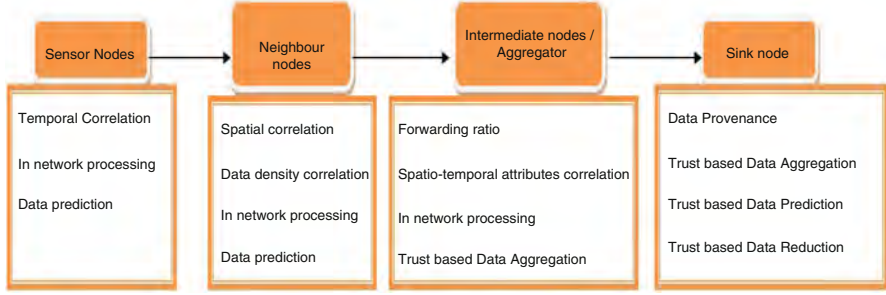 Sensor Nodes
Neighbour
nodes
Intermediate nodes /
Aggregator
Sink node
Temporal Correlation
In network processing
Data prediction
Spatial correlation
Data density correlation
In network processing
Data prediction
Forwarding ratio
Spatio-temporal attributes correlation
In network processing
Trust based Data Aggregation
Data Provenance
Trust based Data Aggregation
Trust based Data Prediction
Trust based Data Reduction